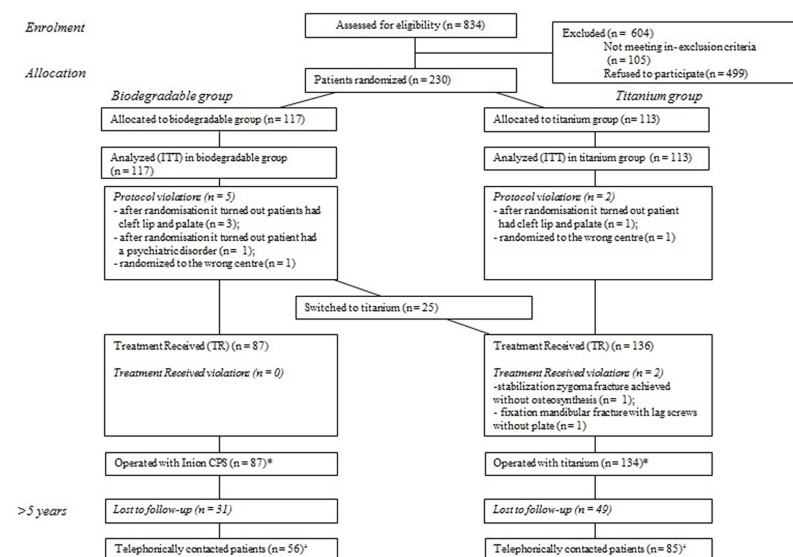 Enrolment
Assessed for eligibility (n = 834)
Excluded (n = 604)
Not meeting in- exclusion criteria
(n = 105)
Refused to participate (n = 499)
Allocation
Patients randomized (n = 230)
Biodegradable group
Titanium group
Allocated to biodegradable group (n = 117)
Allocated to titanium group (n = 113)
Analyzed (ITT) in biodegradable group
(n = 117)
Analyzed (ITT) in titanium group (n = 113)
Protocol violations (n = 5)
- after randomisation it turned out patients had
cleft lip and palate (n = 3);
- after randomisation it turned out patient had
a psychiatric disorder (n = 1);
- randomized to the wrong centre (n = 1)
Protocol violations (n = 2)
- after randomisation it turned out patient
had cleft lip and palate (n = 1);
- randomized to the wrong centre (n = 1)
Switched to titanium (n = 25)
Treatment Received (TR) (n = 87)
Treatment Received violations (n = 0)
Treatment Received (TR) (n = 136)
Treatment Received violations (n = 2)
-stabilization zygoma fracture achieved
without osteosynthesis (n = 1);
- fixation mandibular fracture with lag screws
without plate (n = 1)
Operated with Inion CPS (n = 87)*
Operated with titanium (n = 134)*
>5 years
Lost to follow-up (n = 31)
Lost to follow-up (n = 49)
Telephonically contacted patients (n = 56)
Telephonically contacted patients (n = 85)